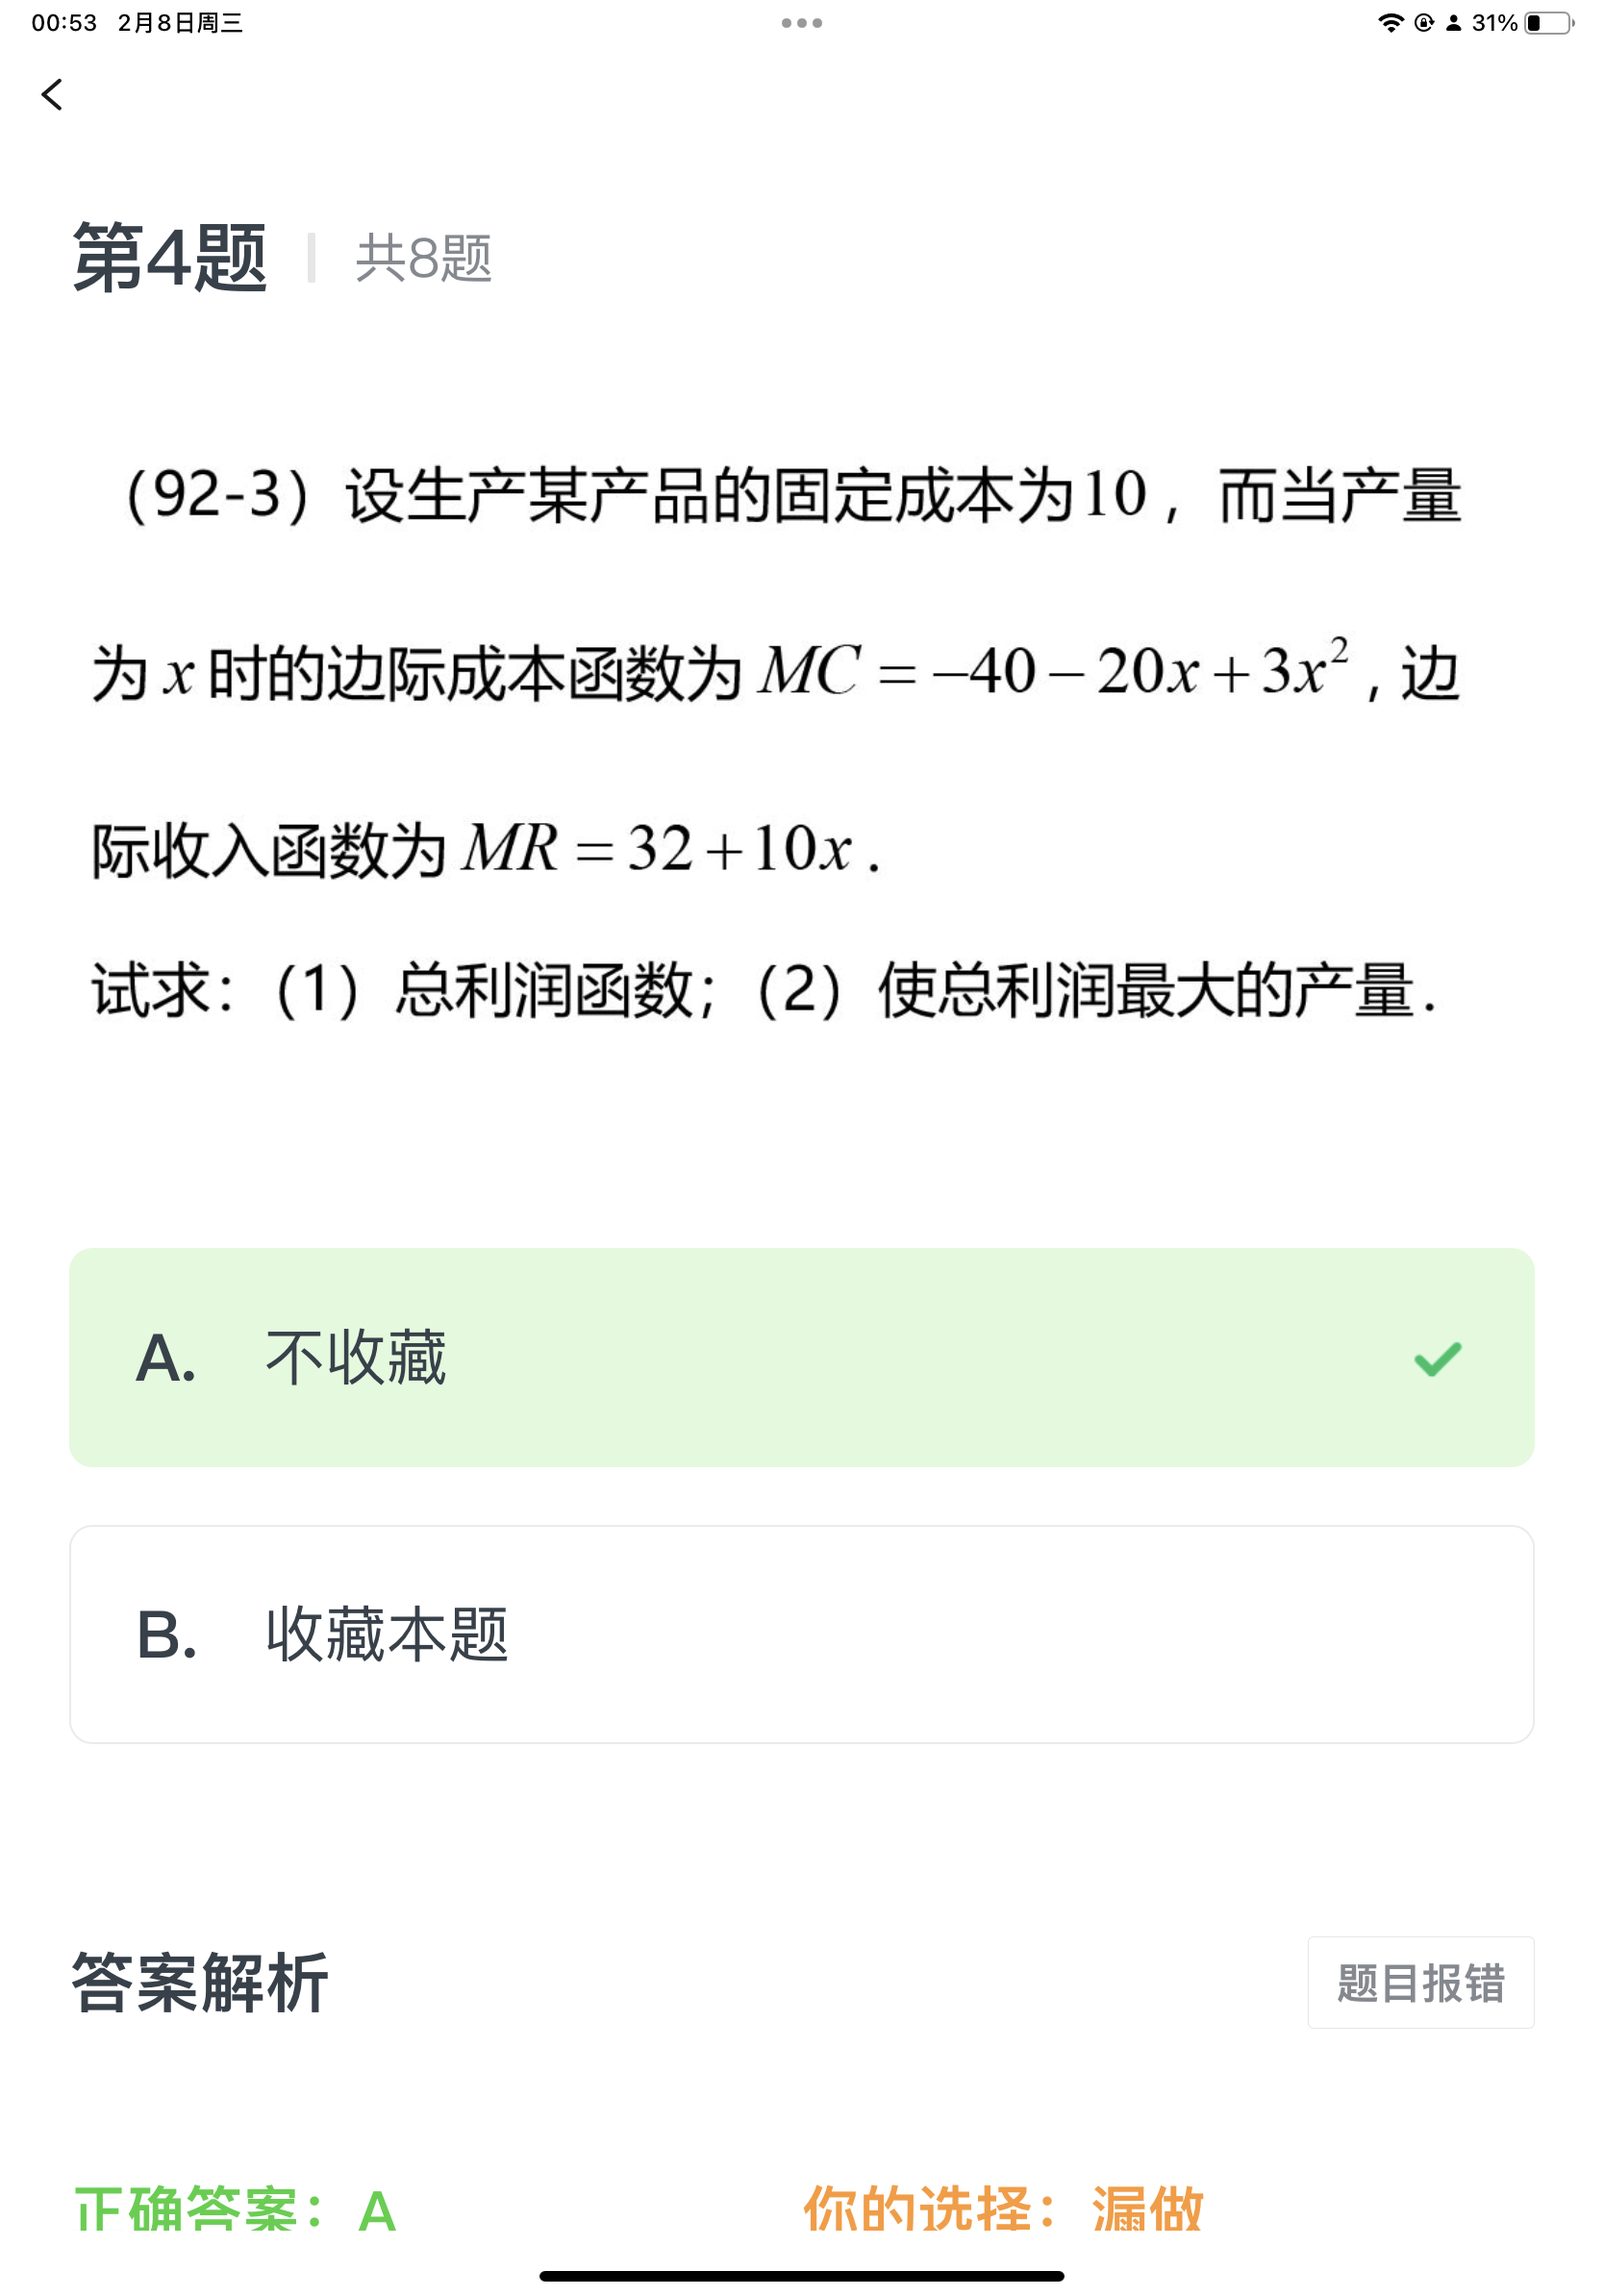 00:53 2月8日周三
31%
第4题 共8题
（92-3）设生产某产品的固定成本为10，而当产量
为 x 时的边际成本函数为 MC = −40 − 20x + 3x²，边
际收入函数为 MR = 32 + 10x .
试求：（1）总利润函数；（2）使总利润最大的产量.
A. 不收藏
B. 收藏本题
答案解析
题目报错
正确答案：A
你的选择：漏做